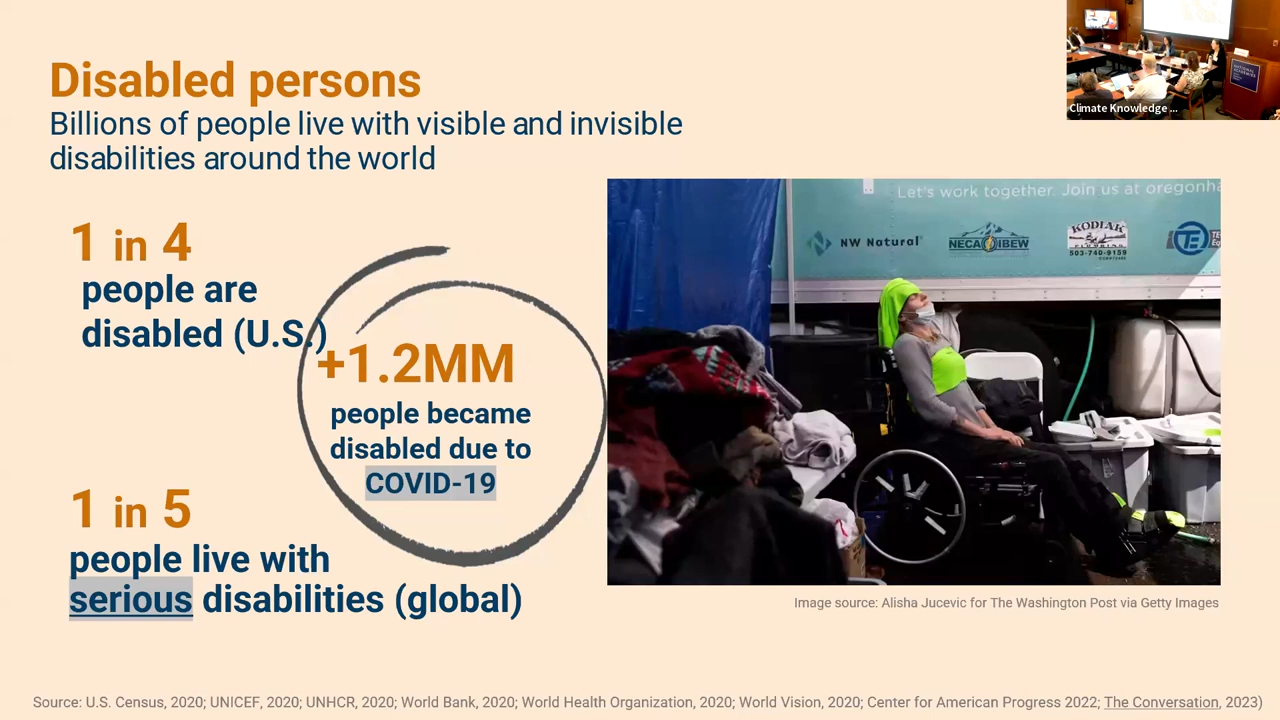 Disabled persons
Billions of people live with visible and invisible
disabilities around the world
1 in 4
people are
disabled (U.S.)
+1.2MM
people became
disabled due to
COVID-19
1 in 5
people live with
serious disabilities (global)
Let's work together. Join us at oregonha
NW Natural
NECA IBEW
KODIAK
503-740-9159
TE
Image source: Alisha Jucevic for The Washington Post via Getty Images
Source: U.S. Census, 2020; UNICEF, 2020; UNHCR, 2020; World Bank, 2020; World Health Organization, 2020; World Vision, 2020; Center for American Progress 2022; The Conversation, 2023)
Climate Knowledge ...